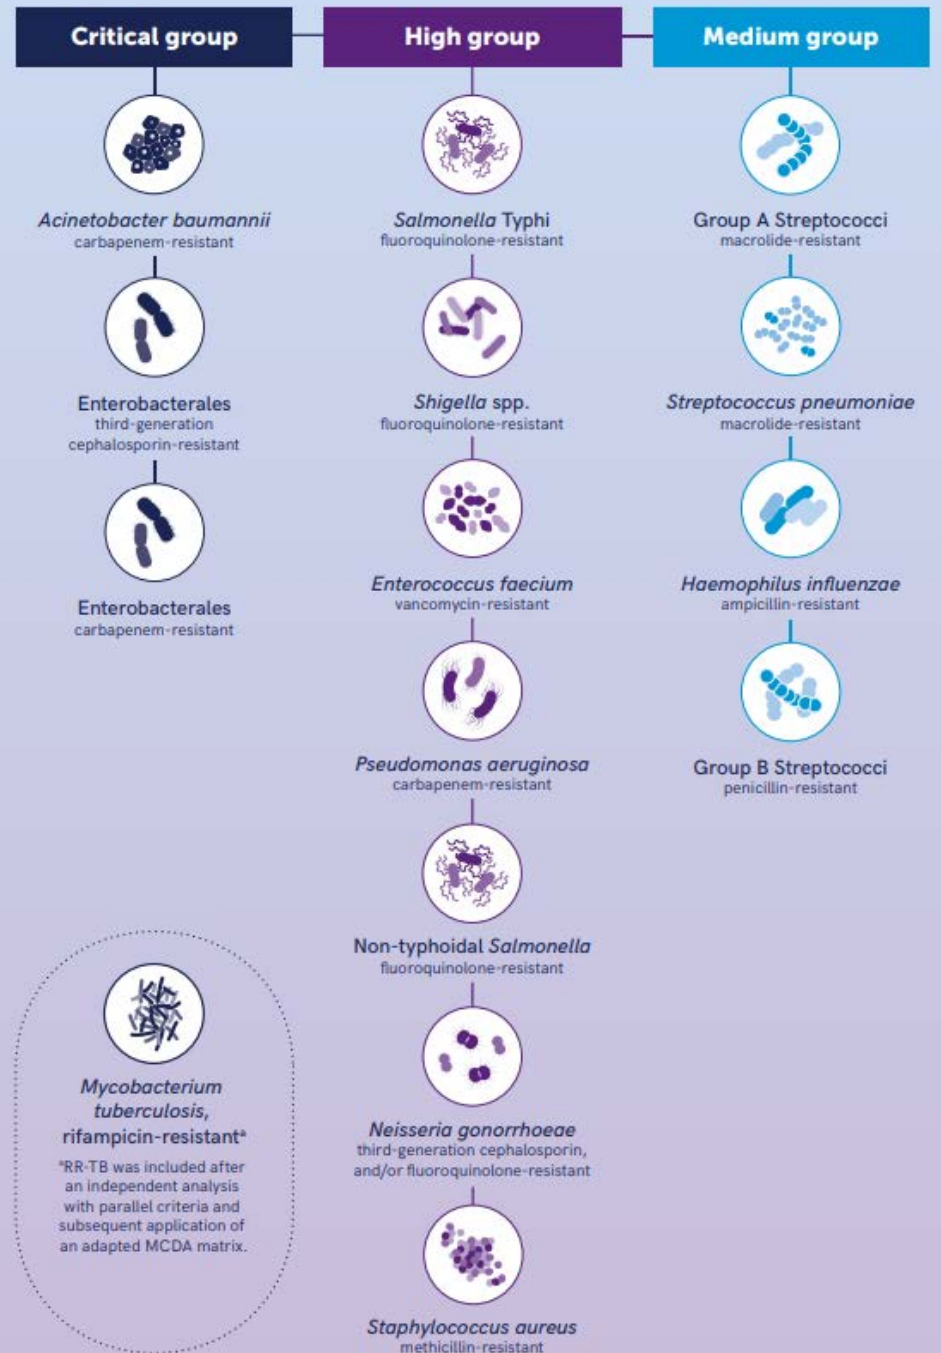 Critical group
Acinetobacter baumannii
carbapenem-resistant
Enterobacterales
third-generation
cephalosporin-resistant
Enterobacterales
carbapenem-resistant
Mycobacterium
tuberculosis,
rifampicin-resistantᵃ
ᵃRR-TB was included after
an independent analysis
with parallel criteria and
subsequent application of
an adapted MCDA matrix.
High group
Salmonella Typhi
fluoroquinolone-resistant
Shigella spp.
fluoroquinolone-resistant
Enterococcus faecium
vancomycin-resistant
Pseudomonas aeruginosa
carbapenem-resistant
Non-typhoidal Salmonella
fluoroquinolone-resistant
Neisseria gonorrhoeae
third-generation cephalosporin,
and/or fluoroquinolone-resistant
Staphylococcus aureus
methicillin-resistant
Medium group
Group A Streptococci
macrolide-resistant
Streptococcus pneumoniae
macrolide-resistant
Haemophilus influenzae
ampicillin-resistant
Group B Streptococci
penicillin-resistant